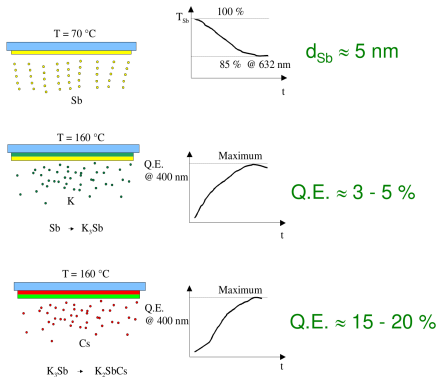 T = 70 °C
Sb
T_Sb
100 %
85 % @ 632 nm
t
d_Sb ≈ 5 nm
T = 160 °C
K
Sb → K₃Sb
Q.E.
@ 400 nm
Maximum
t
Q.E. ≈ 3 - 5 %
T = 160 °C
Cs
K₃Sb → K₂SbCs
Q.E.
@ 400 nm
Maximum
t
Q.E. ≈ 15 - 20 %